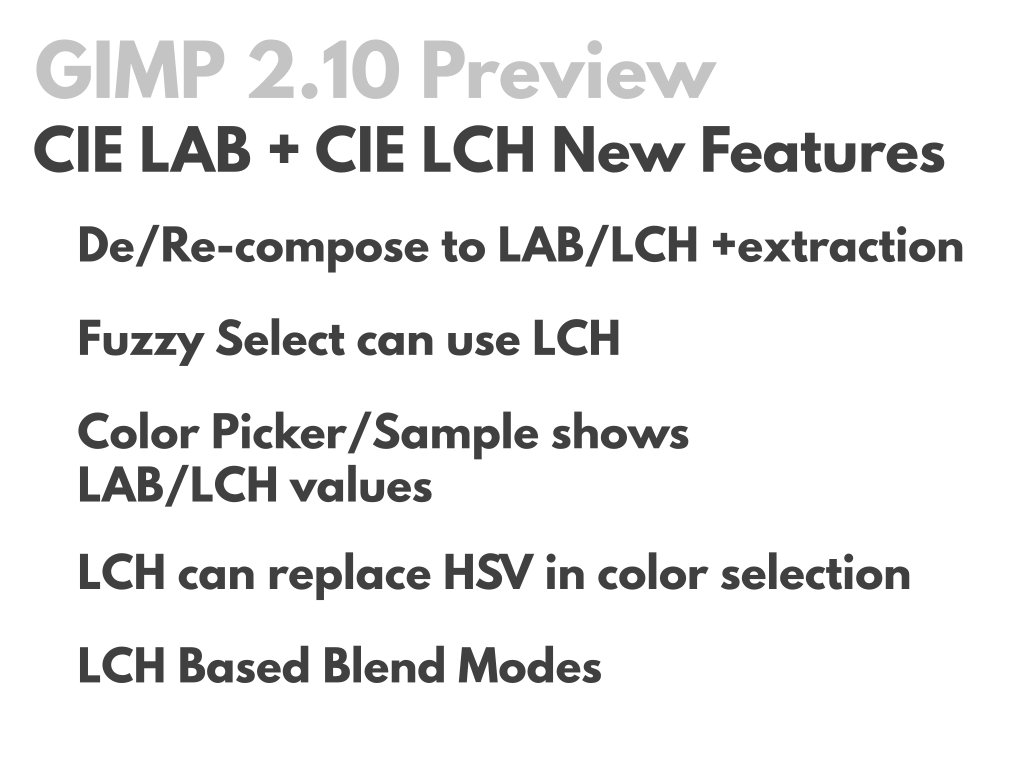 GIMP 2.10 Preview
CIE LAB + CIE LCH New Features
De/Re-compose to LAB/LCH +extraction
Fuzzy Select can use LCH
Color Picker/Sample shows
LAB/LCH values
LCH can replace HSV in color selection
LCH Based Blend Modes